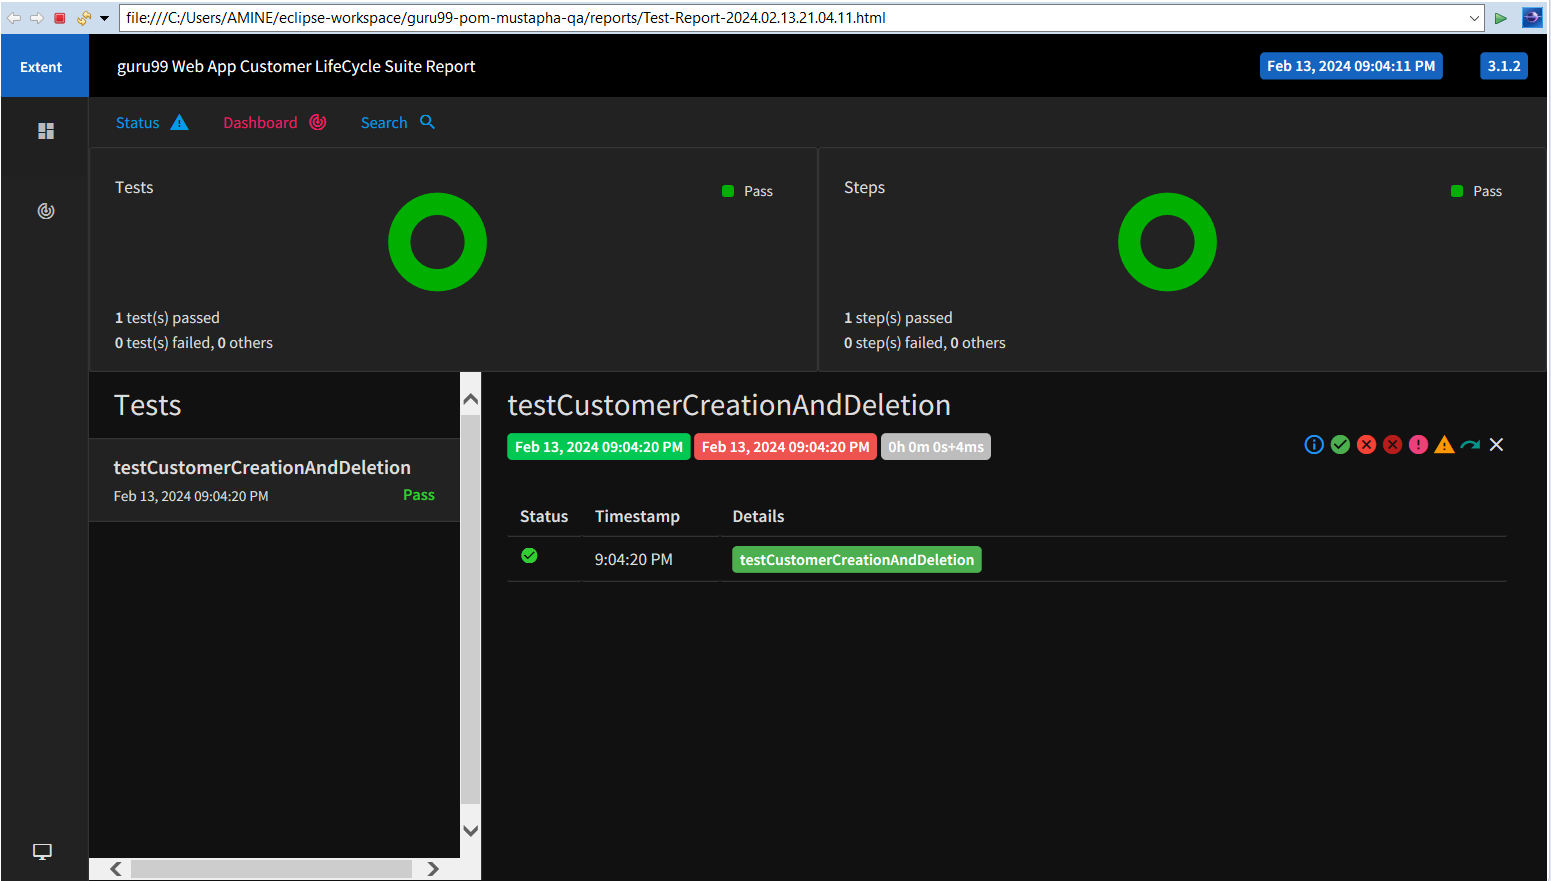 file:///C:/Users/AMINE/eclipse-workspace/guru99-pom-mustapha-qa/reports/Test-Report-2024.02.13.21.04.11.html
Extent
guru99 Web App Customer LifeCycle Suite Report
Feb 13, 2024 09:04:11 PM
3.1.2
Status
Dashboard
Search
Tests
Pass
1 test(s) passed
0 test(s) failed, 0 others
Steps
Pass
1 step(s) passed
0 step(s) failed, 0 others
Tests
testCustomerCreationAndDeletion
Feb 13, 2024 09:04:20 PM Pass
testCustomerCreationAndDeletion
Feb 13, 2024 09:04:20 PM Feb 13, 2024 09:04:20 PM 0h 0m 0s+4ms
Status Timestamp Details
9:04:20 PM testCustomerCreationAndDeletion